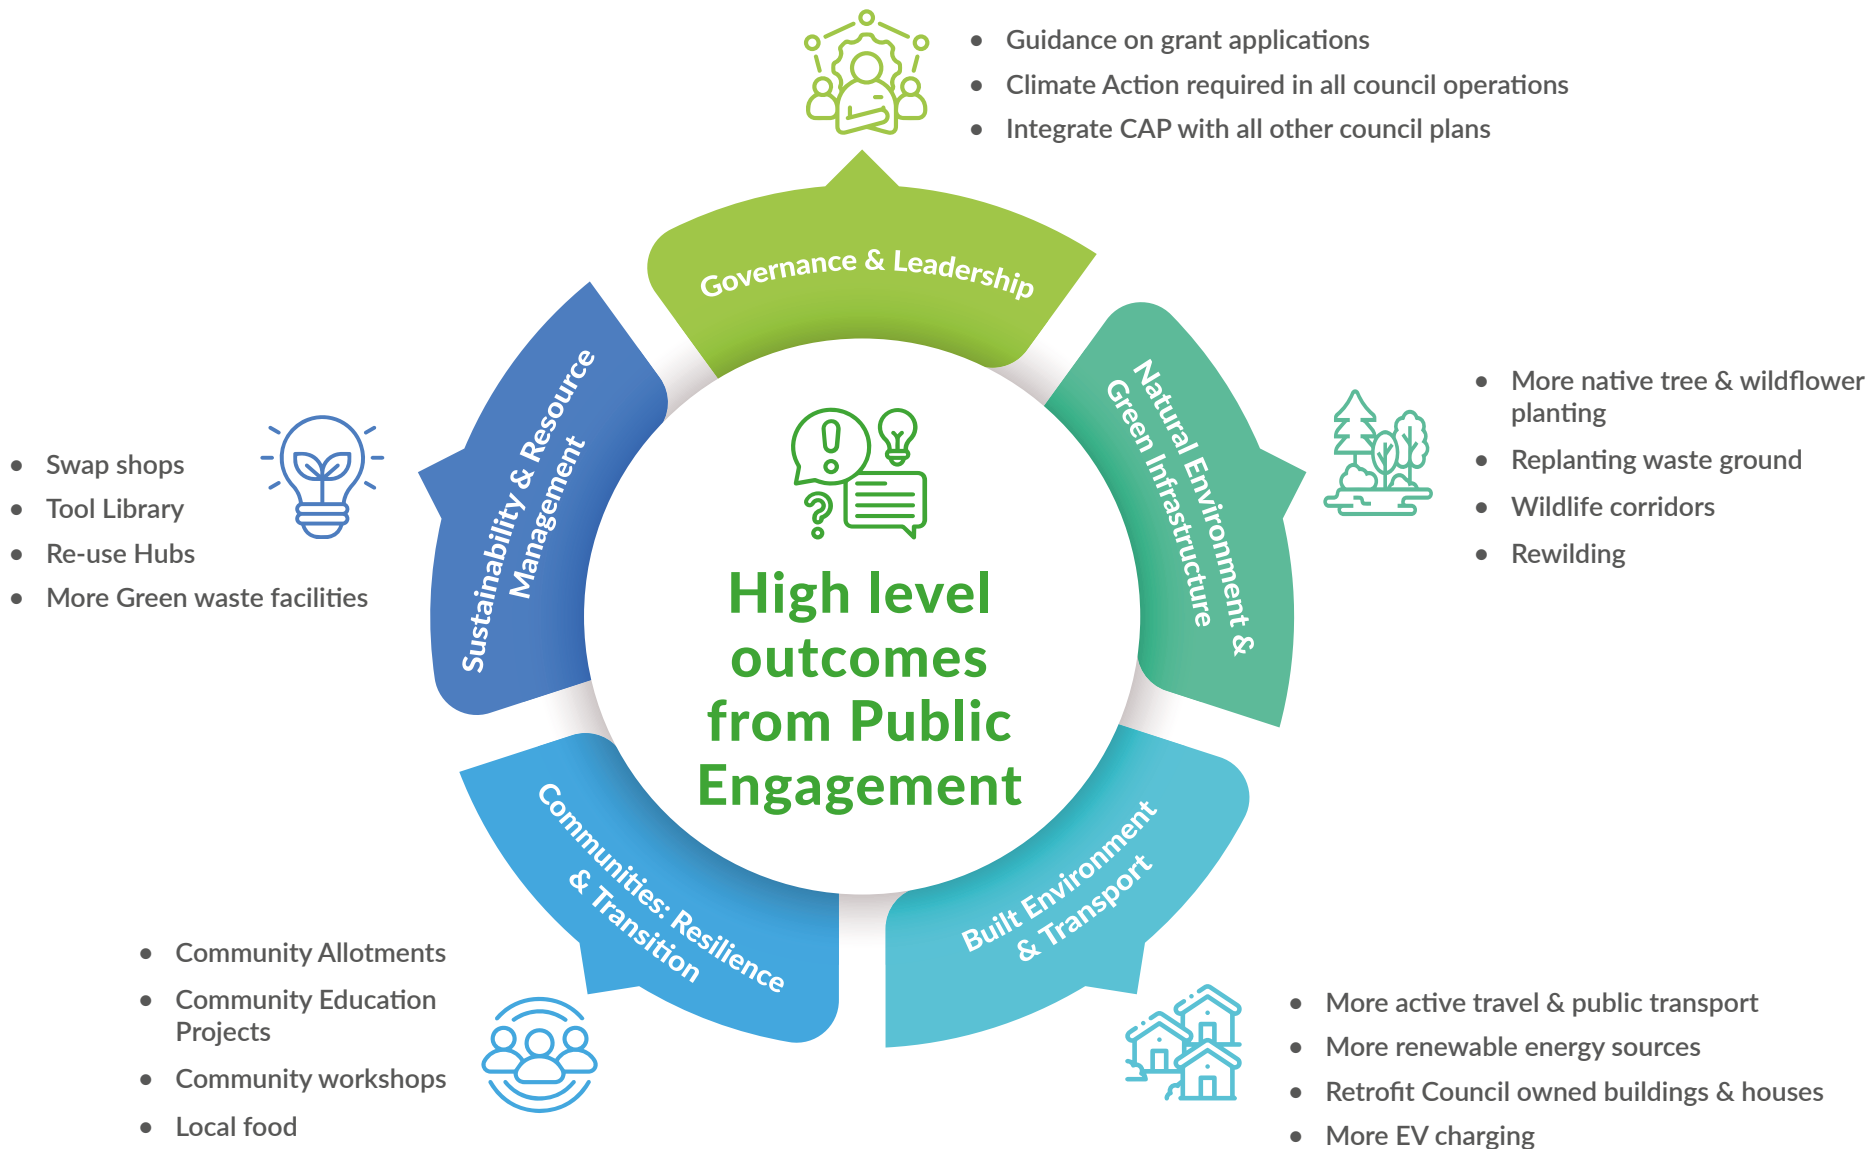 High level
outcomes
from Public
Engagement
Governance & Leadership
• Guidance on grant applications
• Climate Action required in all council operations
• Integrate CAP with all other council plans
Natural Environment &
Green Infrastructure
• More native tree & wildflower
planting
• Replanting waste ground
• Wildlife corridors
• Rewilding
Built Environment
& Transport
• More active travel & public transport
• More renewable energy sources
• Retrofit Council owned buildings & houses
• More EV charging
Communities: Resilience
& Transition
• Community Allotments
• Community Education
Projects
• Community workshops
• Local food
Sustainability & Resource
Management
• Swap shops
• Tool Library
• Re-use Hubs
• More Green waste facilities